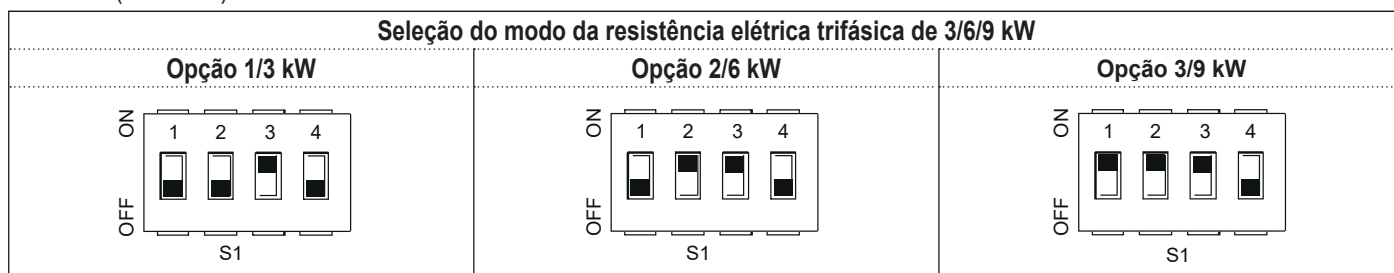 Seleção do modo da resistência elétrica trifásica de 3/6/9 kW
Opção 1/3 kW
Opção 2/6 kW
Opção 3/9 kW
ON
1 2 3 4
OFF
S1
ON
1 2 3 4
OFF
S1
ON
1 2 3 4
OFF
S1